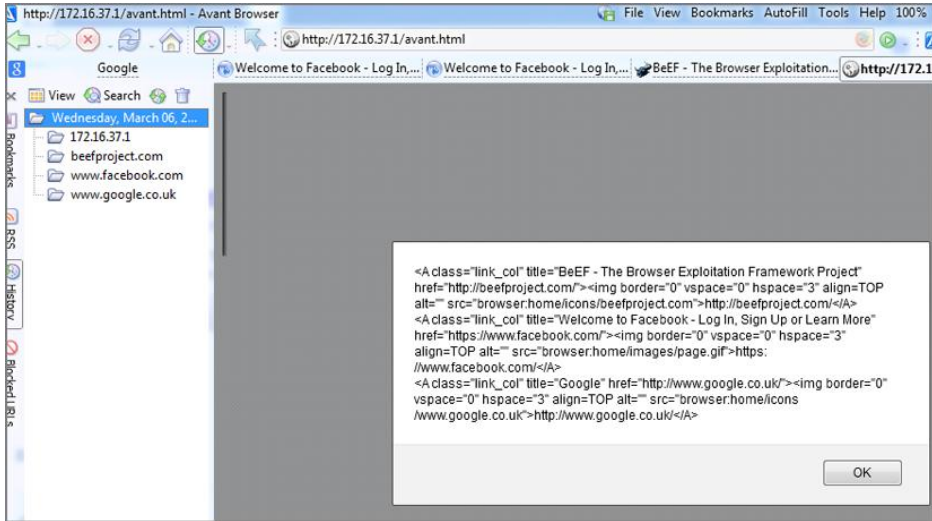 http://172.16.37.1/avant.html - Avant Browser
File View Bookmarks AutoFill Tools Help 100%
http://172.16.37.1/avant.html
Google
Welcome to Facebook - Log In,...
Welcome to Facebook - Log In,...
BeEF - The Browser Exploitation...
http://172.1
View Search
Wednesday, March 06, 2...
172.16.37.1
beefproject.com
www.facebook.com
www.google.co.uk
Bookmarks
RSS
History
Blocked URLs
<A class="link_col" title="BeEF - The Browser Exploitation Framework Project"
href="http://beefproject.com/"><img border="0" vspace="0" hspace="3" align=TOP
alt="" src="browser:home/icons/beefproject.com">http://beefproject.com/</A>
<A class="link_col" title="Welcome to Facebook - Log In, Sign Up or Learn More"
href="https://www.facebook.com/"><img border="0" vspace="0" hspace="3"
align=TOP alt="" src="browser:home/images/page.gif">https:
//www.facebook.com/</A>
<A class="link_col" title="Google" href="http://www.google.co.uk/"><img border="0"
vspace="0" hspace="3" align=TOP alt="" src="browser:home/icons
/www.google.co.uk">http://www.google.co.uk/</A>
OK